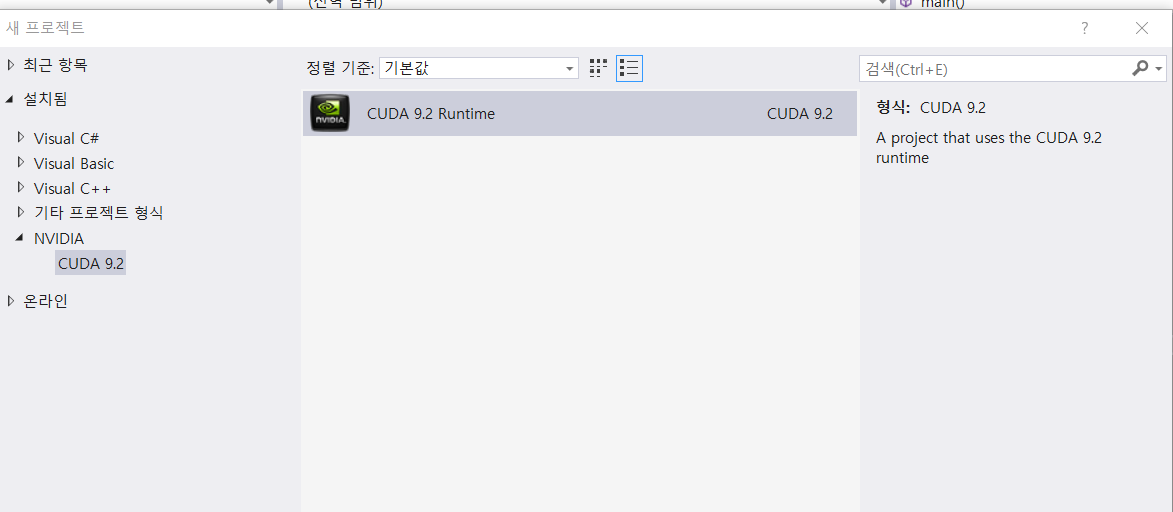 (전역 범위)
main()
새 프로젝트
?
최근 항목
설치됨
Visual C#
Visual Basic
Visual C++
기타 프로젝트 형식
NVIDIA
CUDA 9.2
온라인
정렬 기준: 기본값
NVIDIA.
CUDA 9.2 Runtime CUDA 9.2
검색(Ctrl+E)
형식: CUDA 9.2
A project that uses the CUDA 9.2
runtime